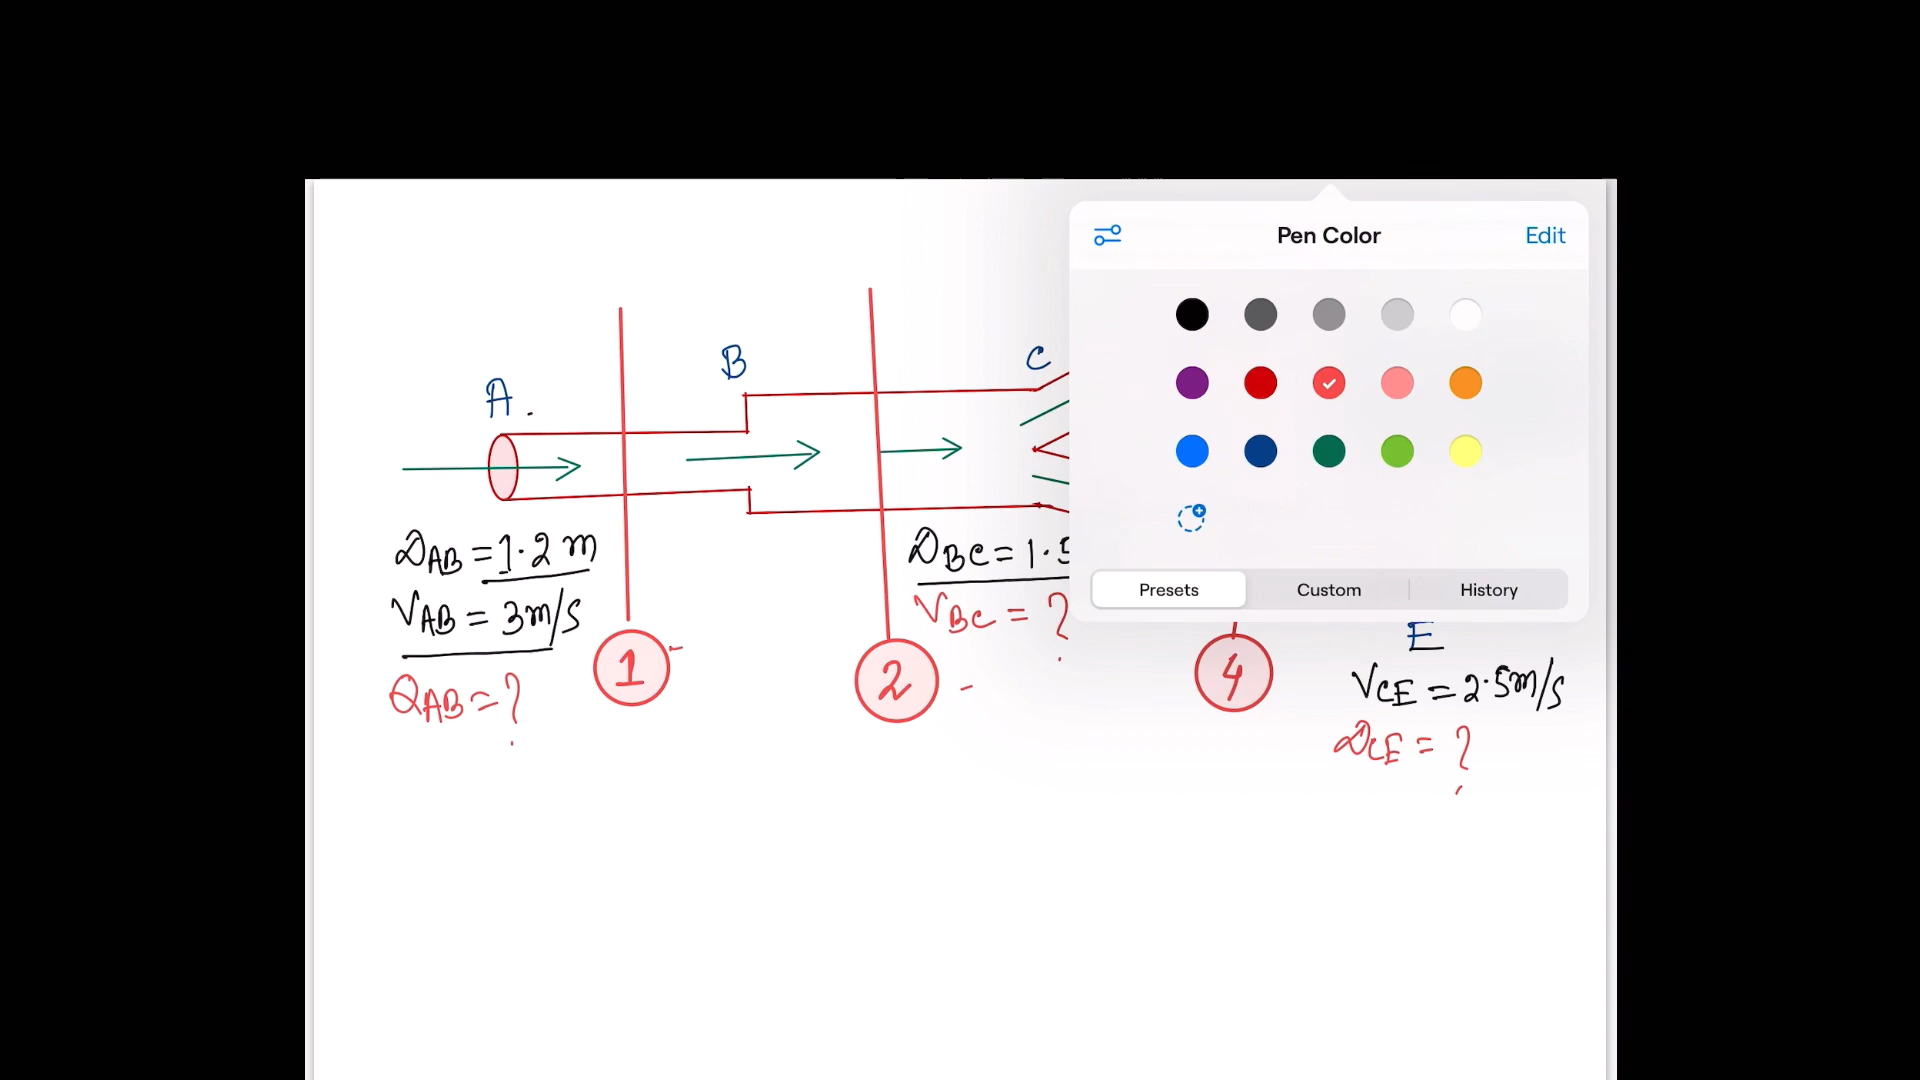 Pen Color
Edit
A.
B
C
D_AB = 1.2 m
V_AB = 3m/s
Q_AB = ?
1
D_BC = 1.5
V_BC = ?
2
4
Presets
Custom
History
E
V_CE = 2.5m/s
D_CE = ?